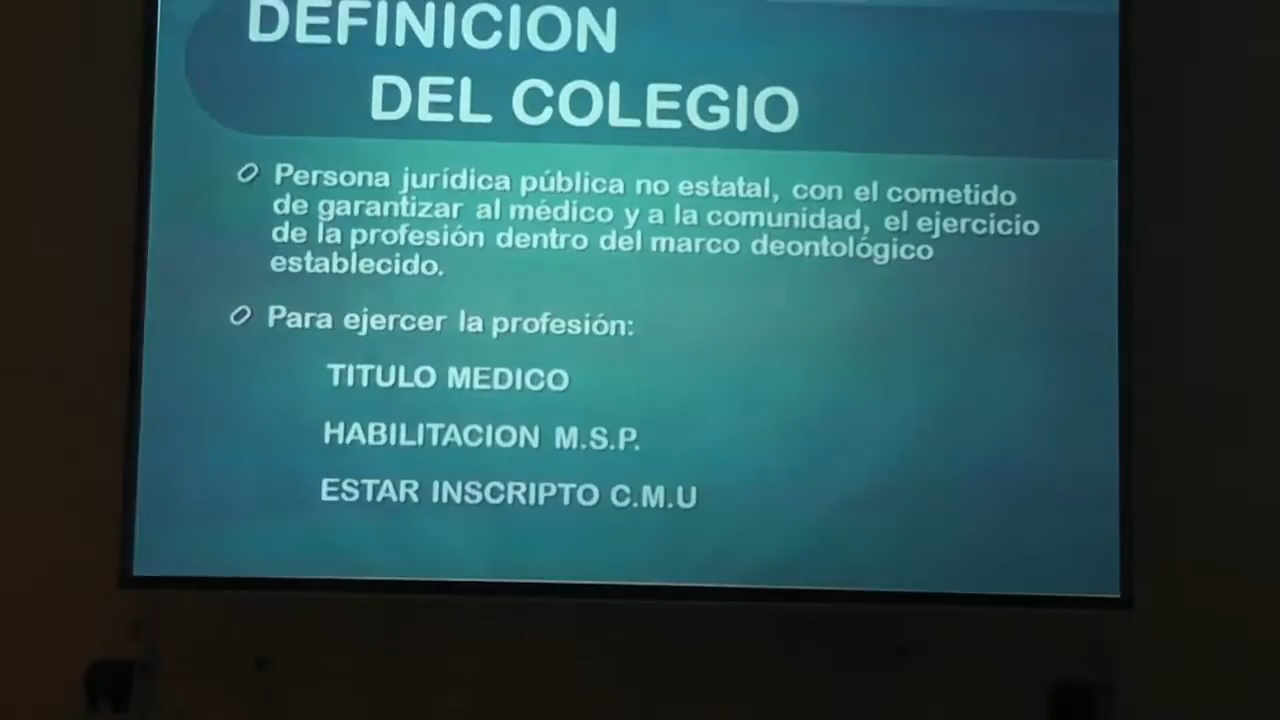 DEFINICION
DEL COLEGIO
Persona jurídica pública no estatal, con el cometido
de garantizar al médico y a la comunidad, el ejercicio
de la profesión dentro del marco deontológico
establecido.
Para ejercer la profesión:
TITULO MEDICO
HABILITACION M.S.P.
ESTAR INSCRIPTO C.M.U